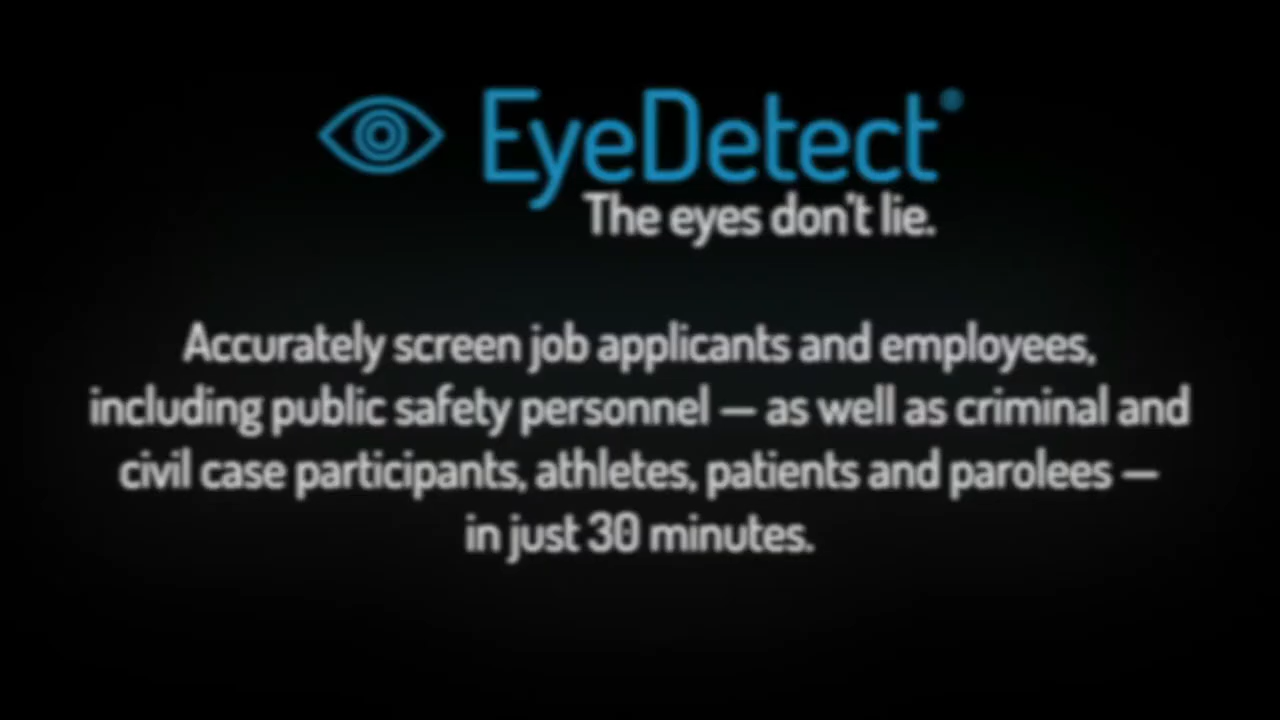 EyeDetect
The eyes don't lie.
Accurately screen job applicants and employees,
including public safety personnel — as well as criminal and
civil case participants, athletes, patients and parolees —
in just 30 minutes.